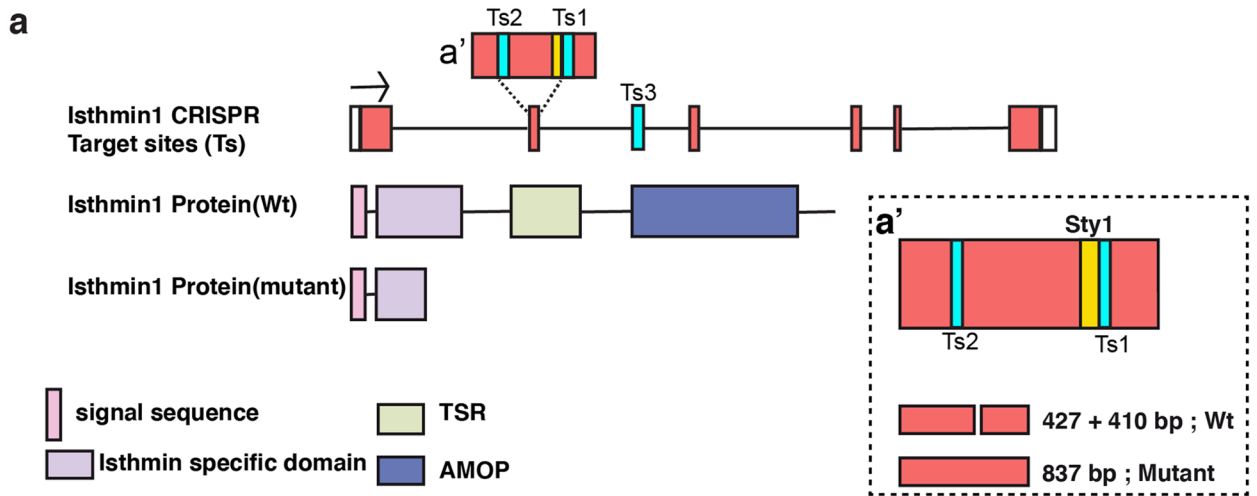 a
Ts2 Ts1
a'
Ts3
Isthmin1 CRISPR
Target sites (Ts)
Isthmin1 Protein(Wt)
Isthmin1 Protein(mutant)
signal sequence
Isthmin specific domain
TSR
AMOP
a'
Sty1
Ts2 Ts1
427 + 410 bp ; Wt
837 bp ; Mutant